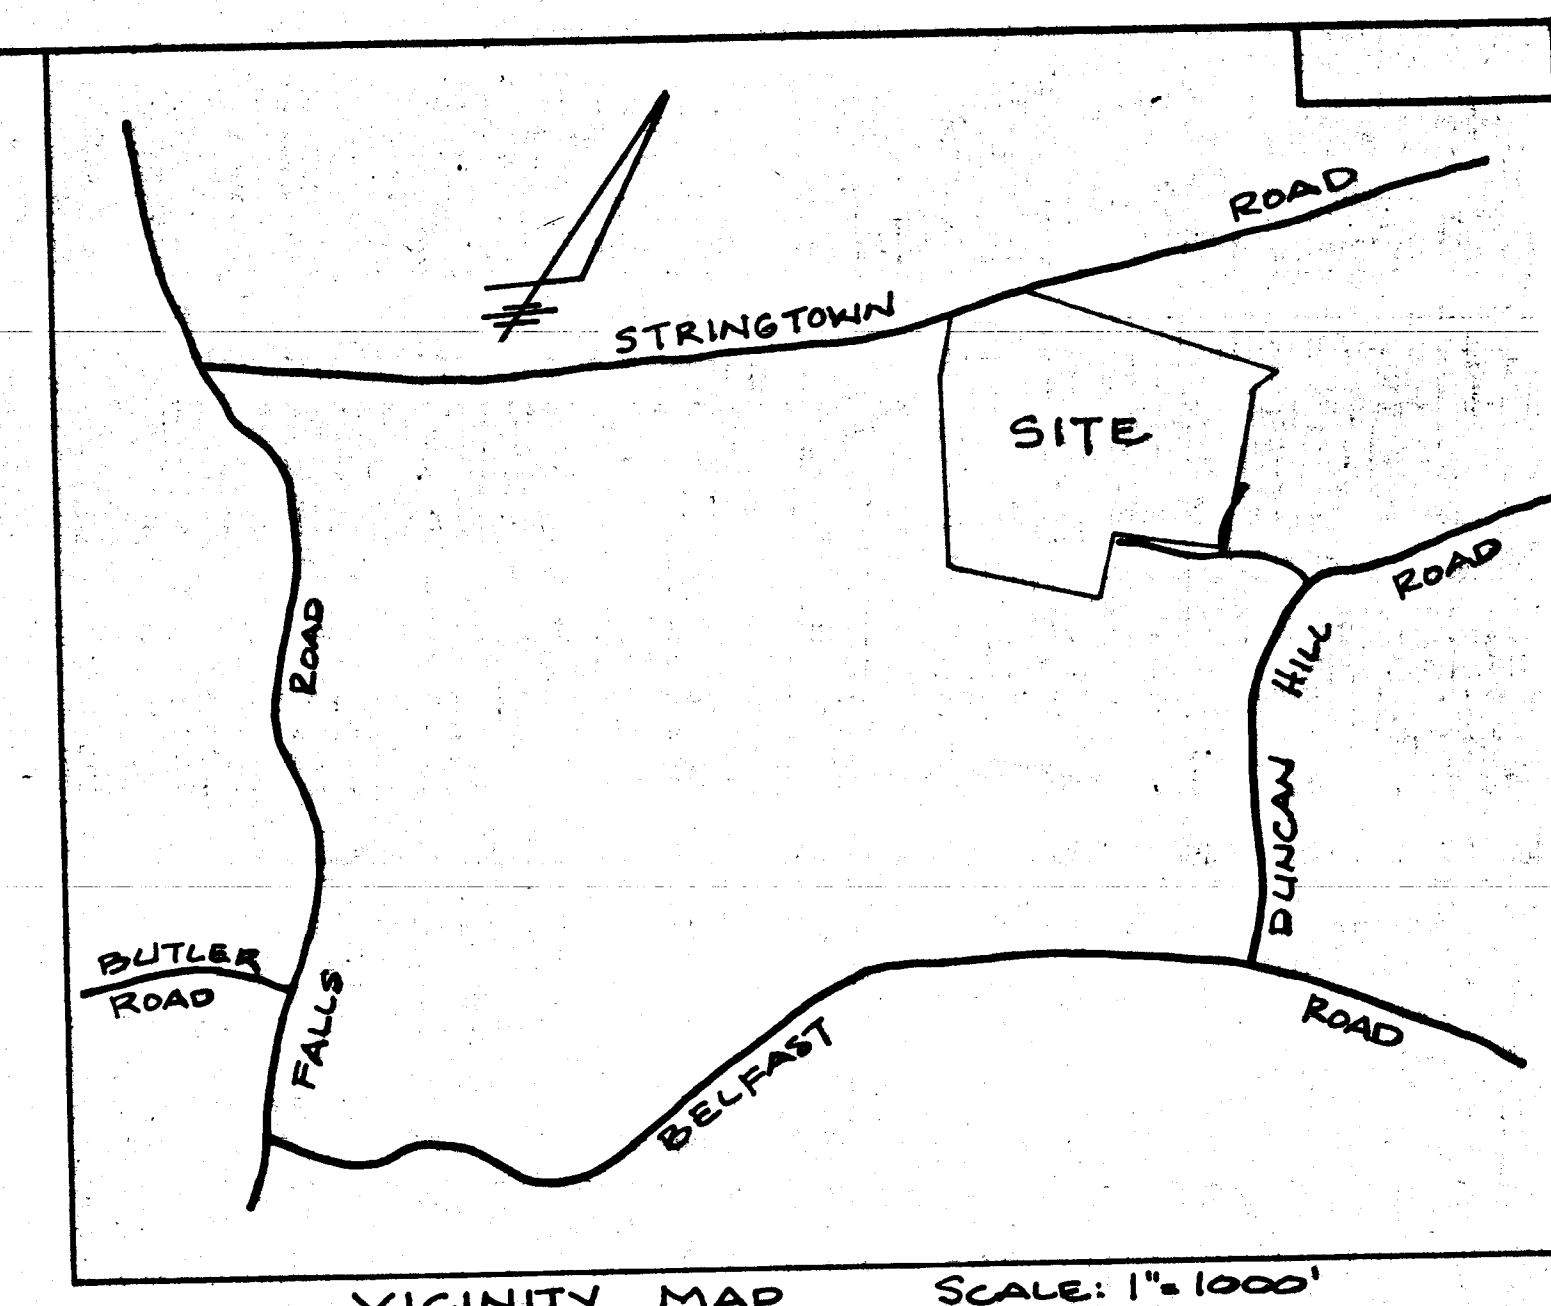 STRINGTOWN ROAD
SITE
FALLS ROAD
DUNCAN HILL ROAD
BUTLER
ROAD
BELFAST ROAD
VICINITY MAP
SCALE: 1"=1000'